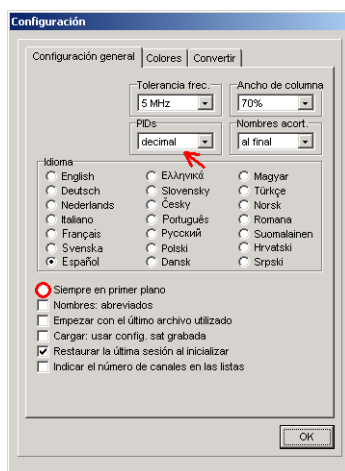 Configuración
Configuración general Colores Convertir
Tolerancia frec. Ancho de columna
5 MHz 70%
PIDs Nombres acort.
decimal al final
Idioma
English Ελληνικά Magyar
Deutsch Slovensky Türkçe
Nederlands Česky Norsk
Italiano Português Romana
Français Русский Suomalainen
Svenska Polski Hrvatski
Español Dansk Srpski
Siempre en primer plano
Nombres: abreviados
Empezar con el último archivo utilizado
Cargar: usar config. sat grabada
Restaurar la última sesión al inicializar
Indicar el número de canales en las listas
OK